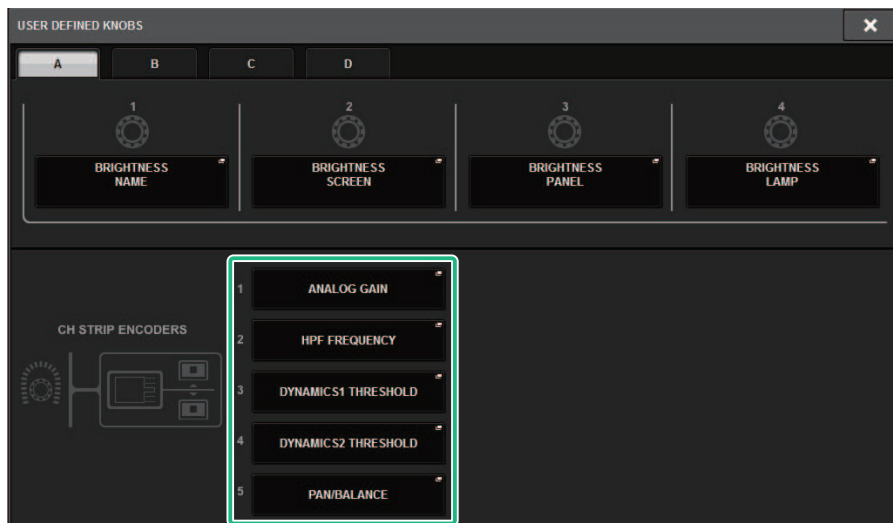 USER DEFINED KNOBS
A B C D
1 2 3 4
BRIGHTNESS NAME
BRIGHTNESS SCREEN
BRIGHTNESS PANEL
BRIGHTNESS LAMP
CH STRIP ENCODERS
1 ANALOG GAIN
2 HPF FREQUENCY
3 DYNAMICS1 THRESHOLD
4 DYNAMICS2 THRESHOLD
5 PAN/BALANCE